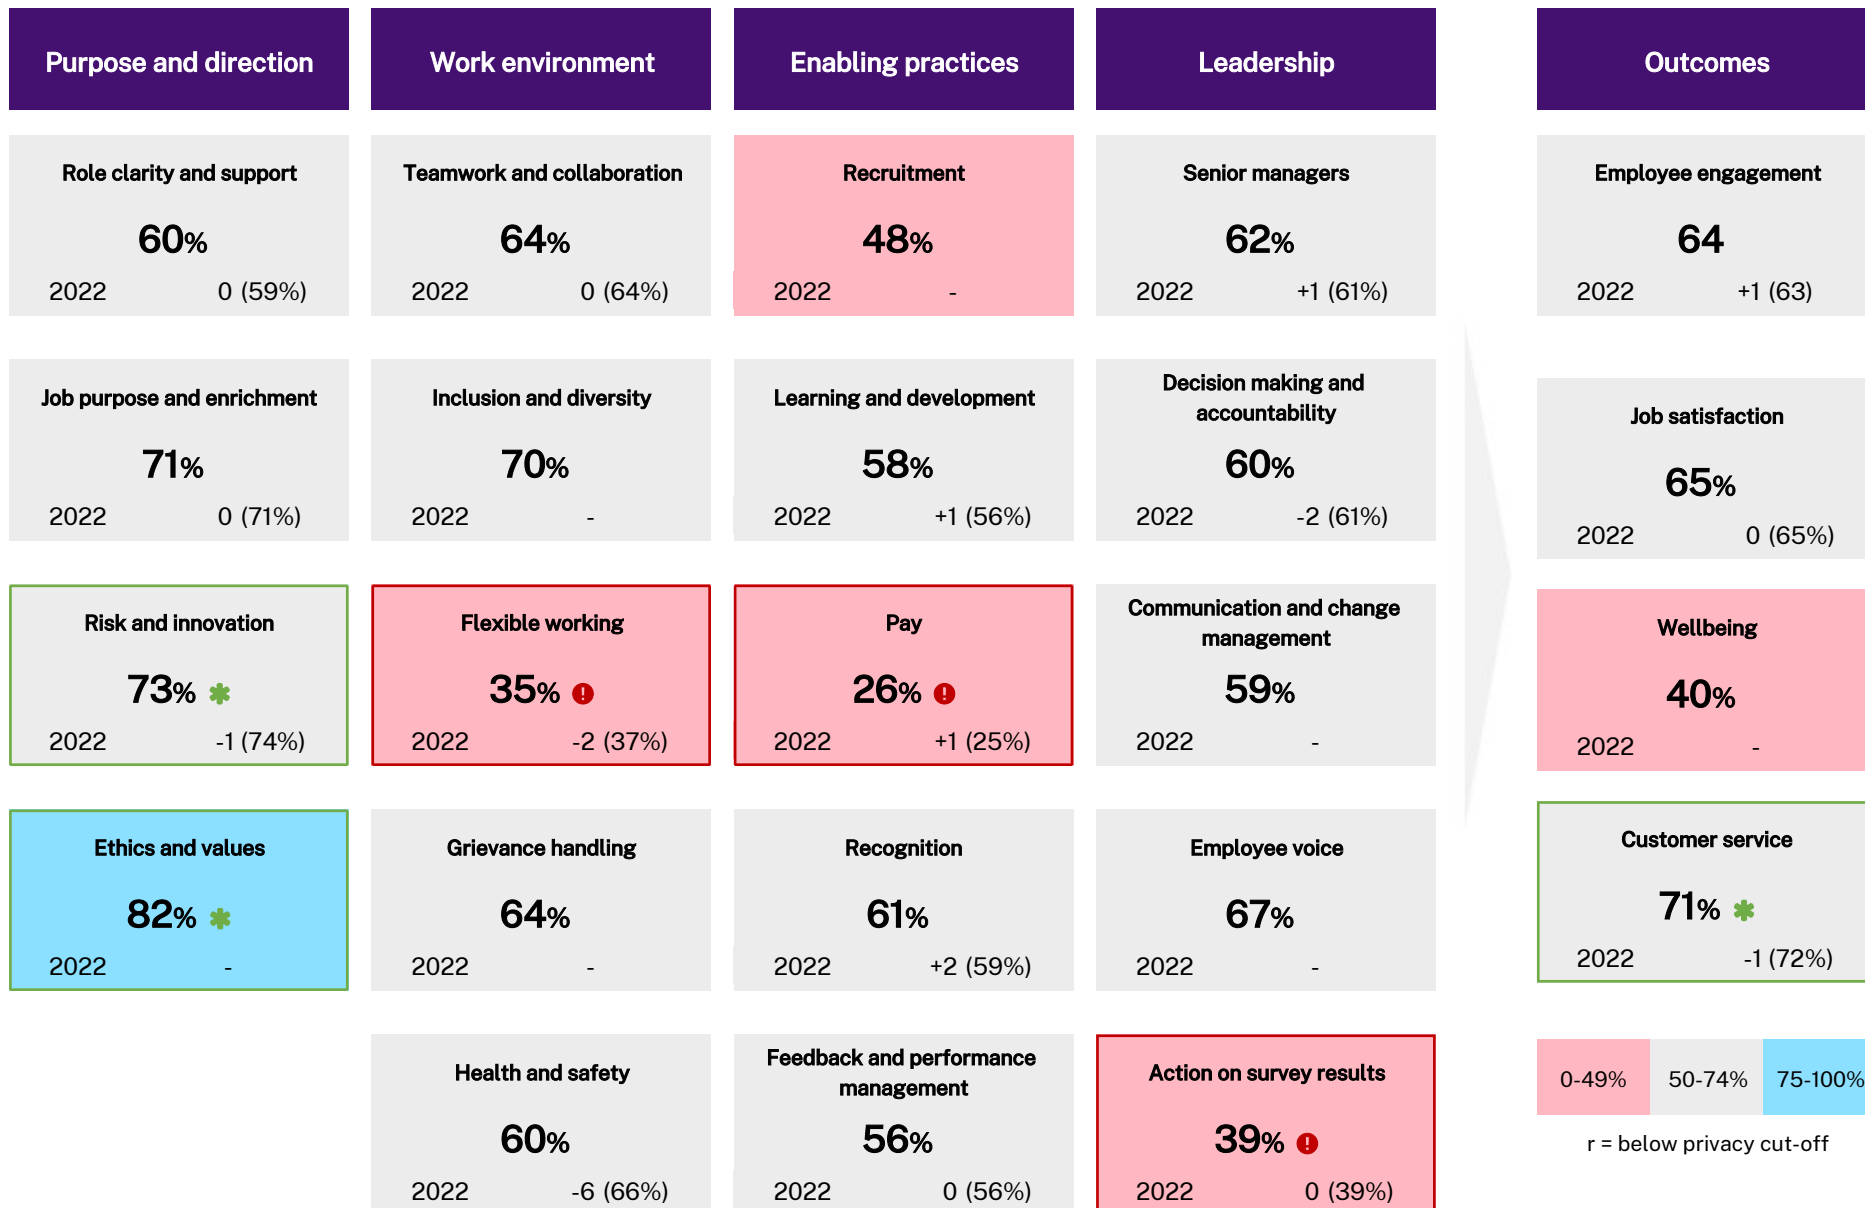 Purpose and direction
Role clarity and support
60%
2022 0 (59%)
Job purpose and enrichment
71%
2022 0 (71%)
Risk and innovation
73%
2022 -1 (74%)
Ethics and values
82%
2022 -
Work environment
Teamwork and collaboration
64%
2022 0 (64%)
Inclusion and diversity
70%
2022 -
Flexible working
35% !
2022 -2 (37%)
Grievance handling
64%
2022 -
Health and safety
60%
2022 -6 (66%)
Enabling practices
Recruitment
48%
2022 -
Learning and development
58%
2022 +1 (56%)
Pay
26% !
2022 +1 (25%)
Recognition
61%
2022 +2 (59%)
Feedback and performance
management
56%
2022 0 (56%)
Leadership
Senior managers
62%
2022 +1 (61%)
Decision making and
accountability
60%
2022 -2 (61%)
Communication and change
management
59%
2022 -
Employee voice
67%
2022 -
Action on survey results
39% !
2022 0 (39%)
Outcomes
Employee engagement
64
2022 +1 (63)
Job satisfaction
65%
2022 0 (65%)
Wellbeing
40%
2022 -
Customer service
71%
2022 -1 (72%)
0-49% 50-74% 75-100%
r = below privacy cut-off